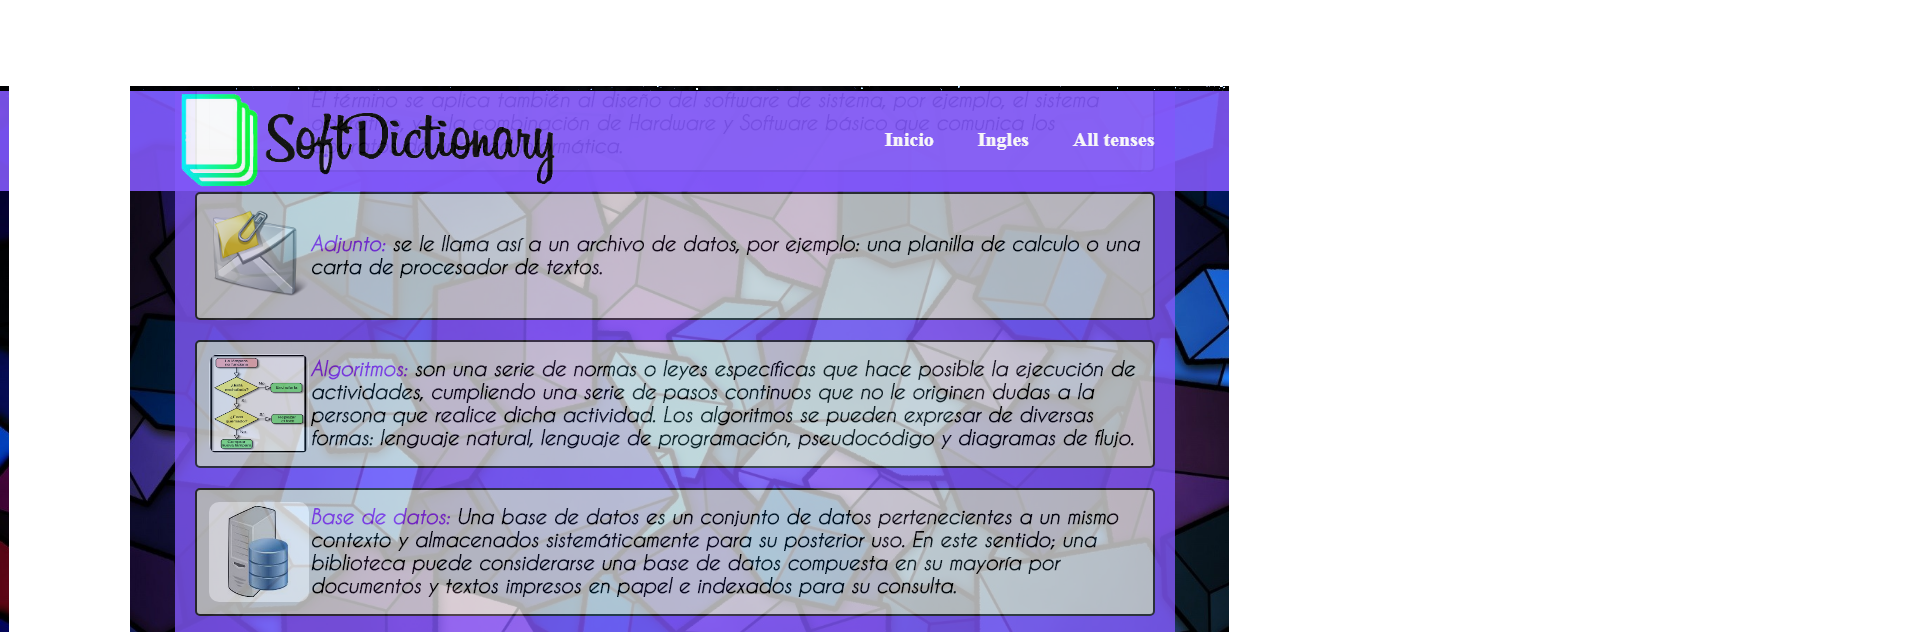 El término se aplica también al diseño del software de sistema, por ejemplo, el sistema
la combinación de Hardware y Software básico que comunica los
SoftDictionary
Inicio Ingles All tenses
Adjunto: se le llama así a un archivo de datos, por ejemplo: una planilla de calculo o una
carta de procesador de textos.
Algoritmos: son una serie de normas o leyes específicas que hace posible la ejecución de
actividades, cumpliendo una serie de pasos continuos que no le originen dudas a la
persona que realice dicha actividad. Los algoritmos se pueden expresar de diversas
formas: lenguaje natural, lenguaje de programación, pseudocódigo y diagramas de flujo.
Base de datos: Una base de datos es un conjunto de datos pertenecientes a un mismo
contexto y almacenados sistemáticamente para su posterior uso. En este sentido; una
biblioteca puede considerarse una base de datos compuesta en su mayoría por
documentos y textos impresos en papel e indexados para su consulta.